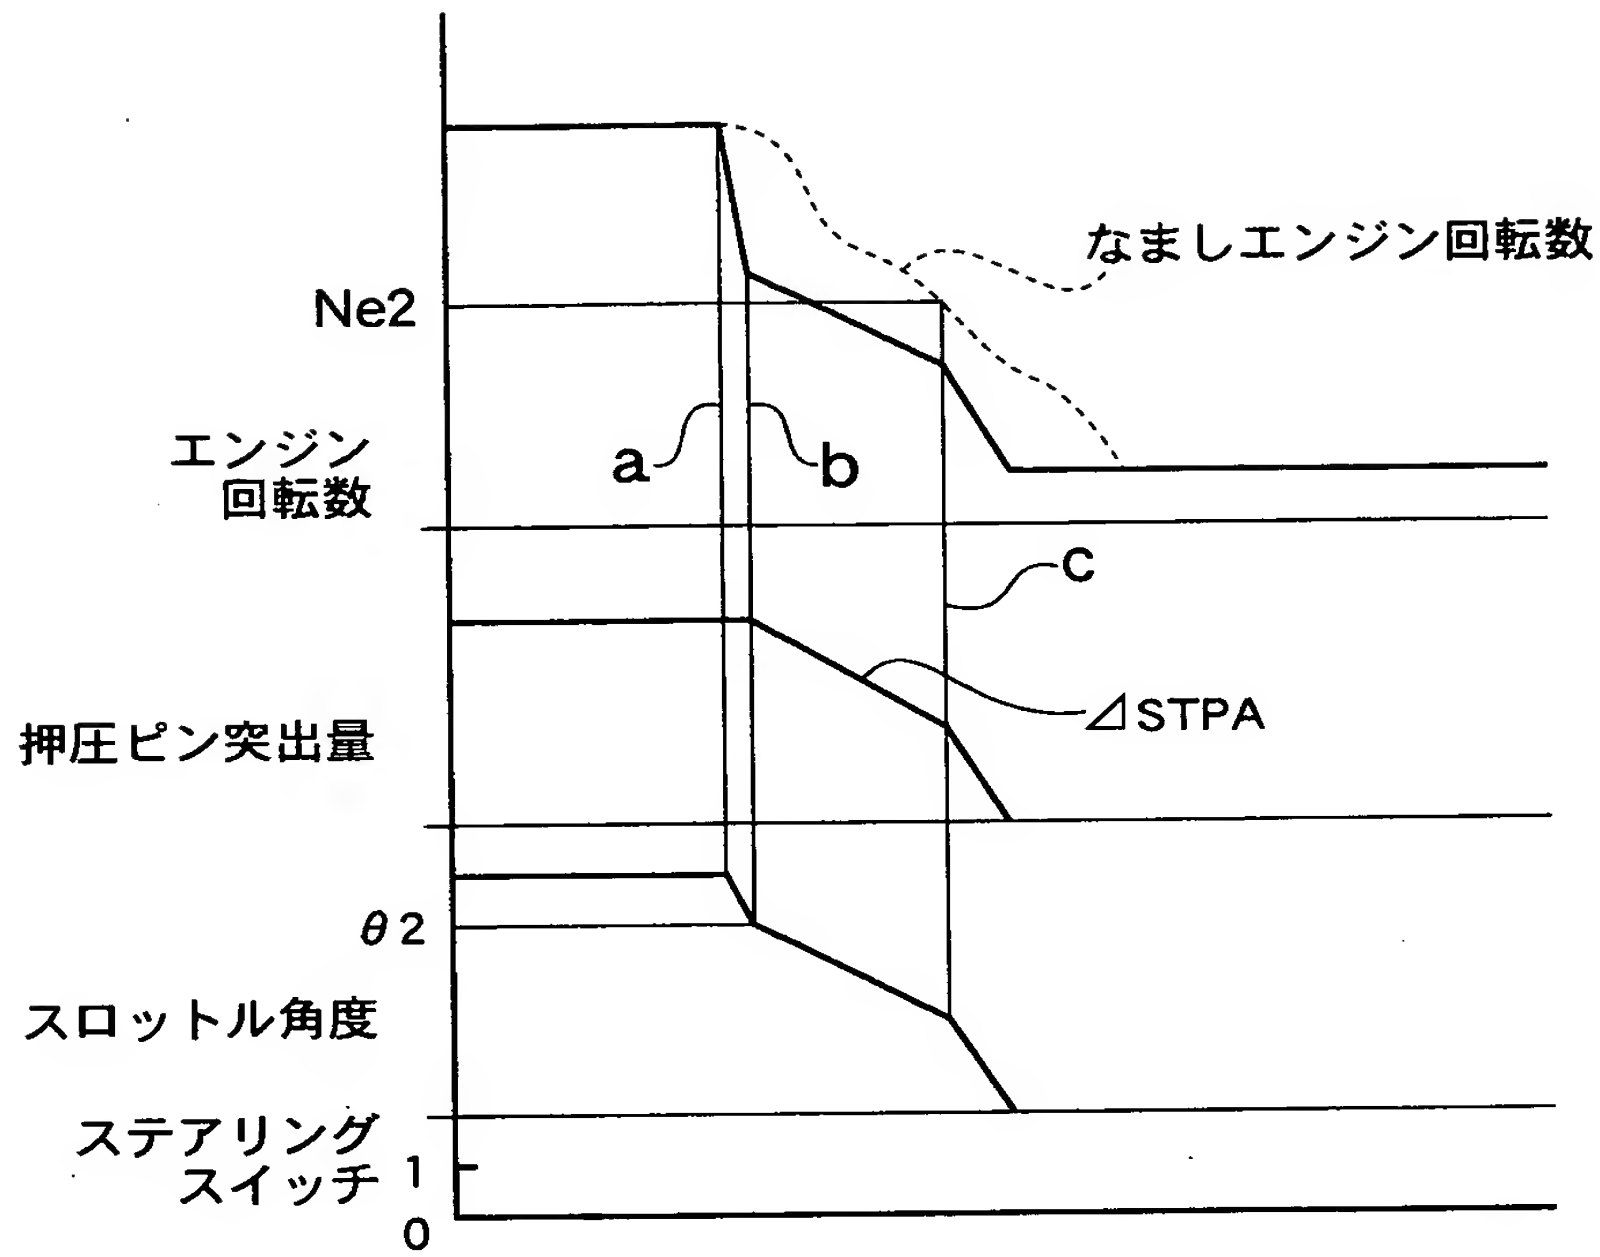 なましエンジン回転数
Ne2
エンジン
回転数
a
b
c
押圧ピン突出量
⊿STPA
θ2
スロットル角度
ステアリング
スイッチ
1
0